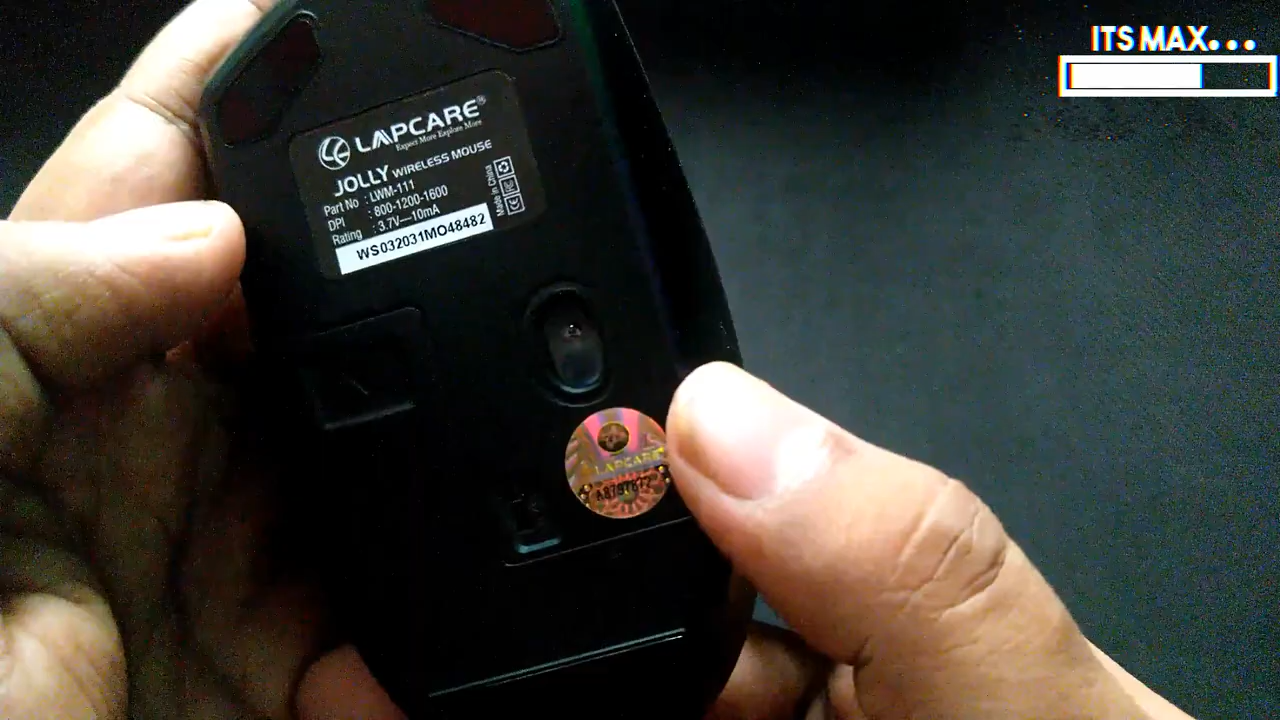 ITS MAX...
LAPCARE®
Expect More Explore More
JOLLY WIRELESS MOUSE
Part No : LWM-111
DPI : 800-1200-1600
Rating : 3.7V—10mA
WS032031MO48482
Made in China
LAPCARE